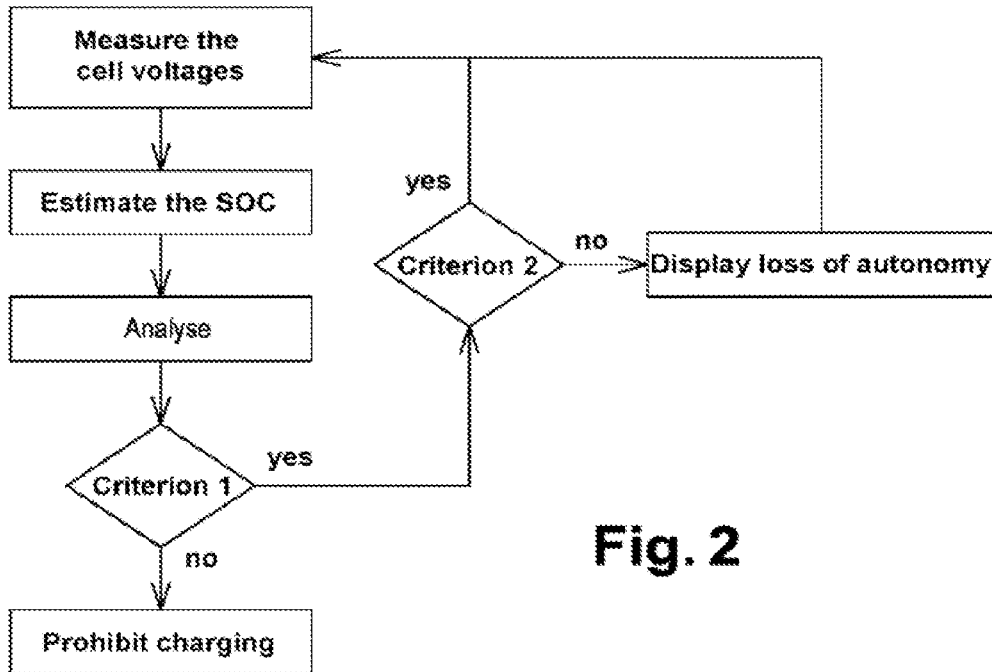 Measure the
cell voltages
Estimate the SOC
Analyse
Criterion 1
yes
no
Prohibit charging
yes
Criterion 2
no
Display loss of autonomy
Fig. 2